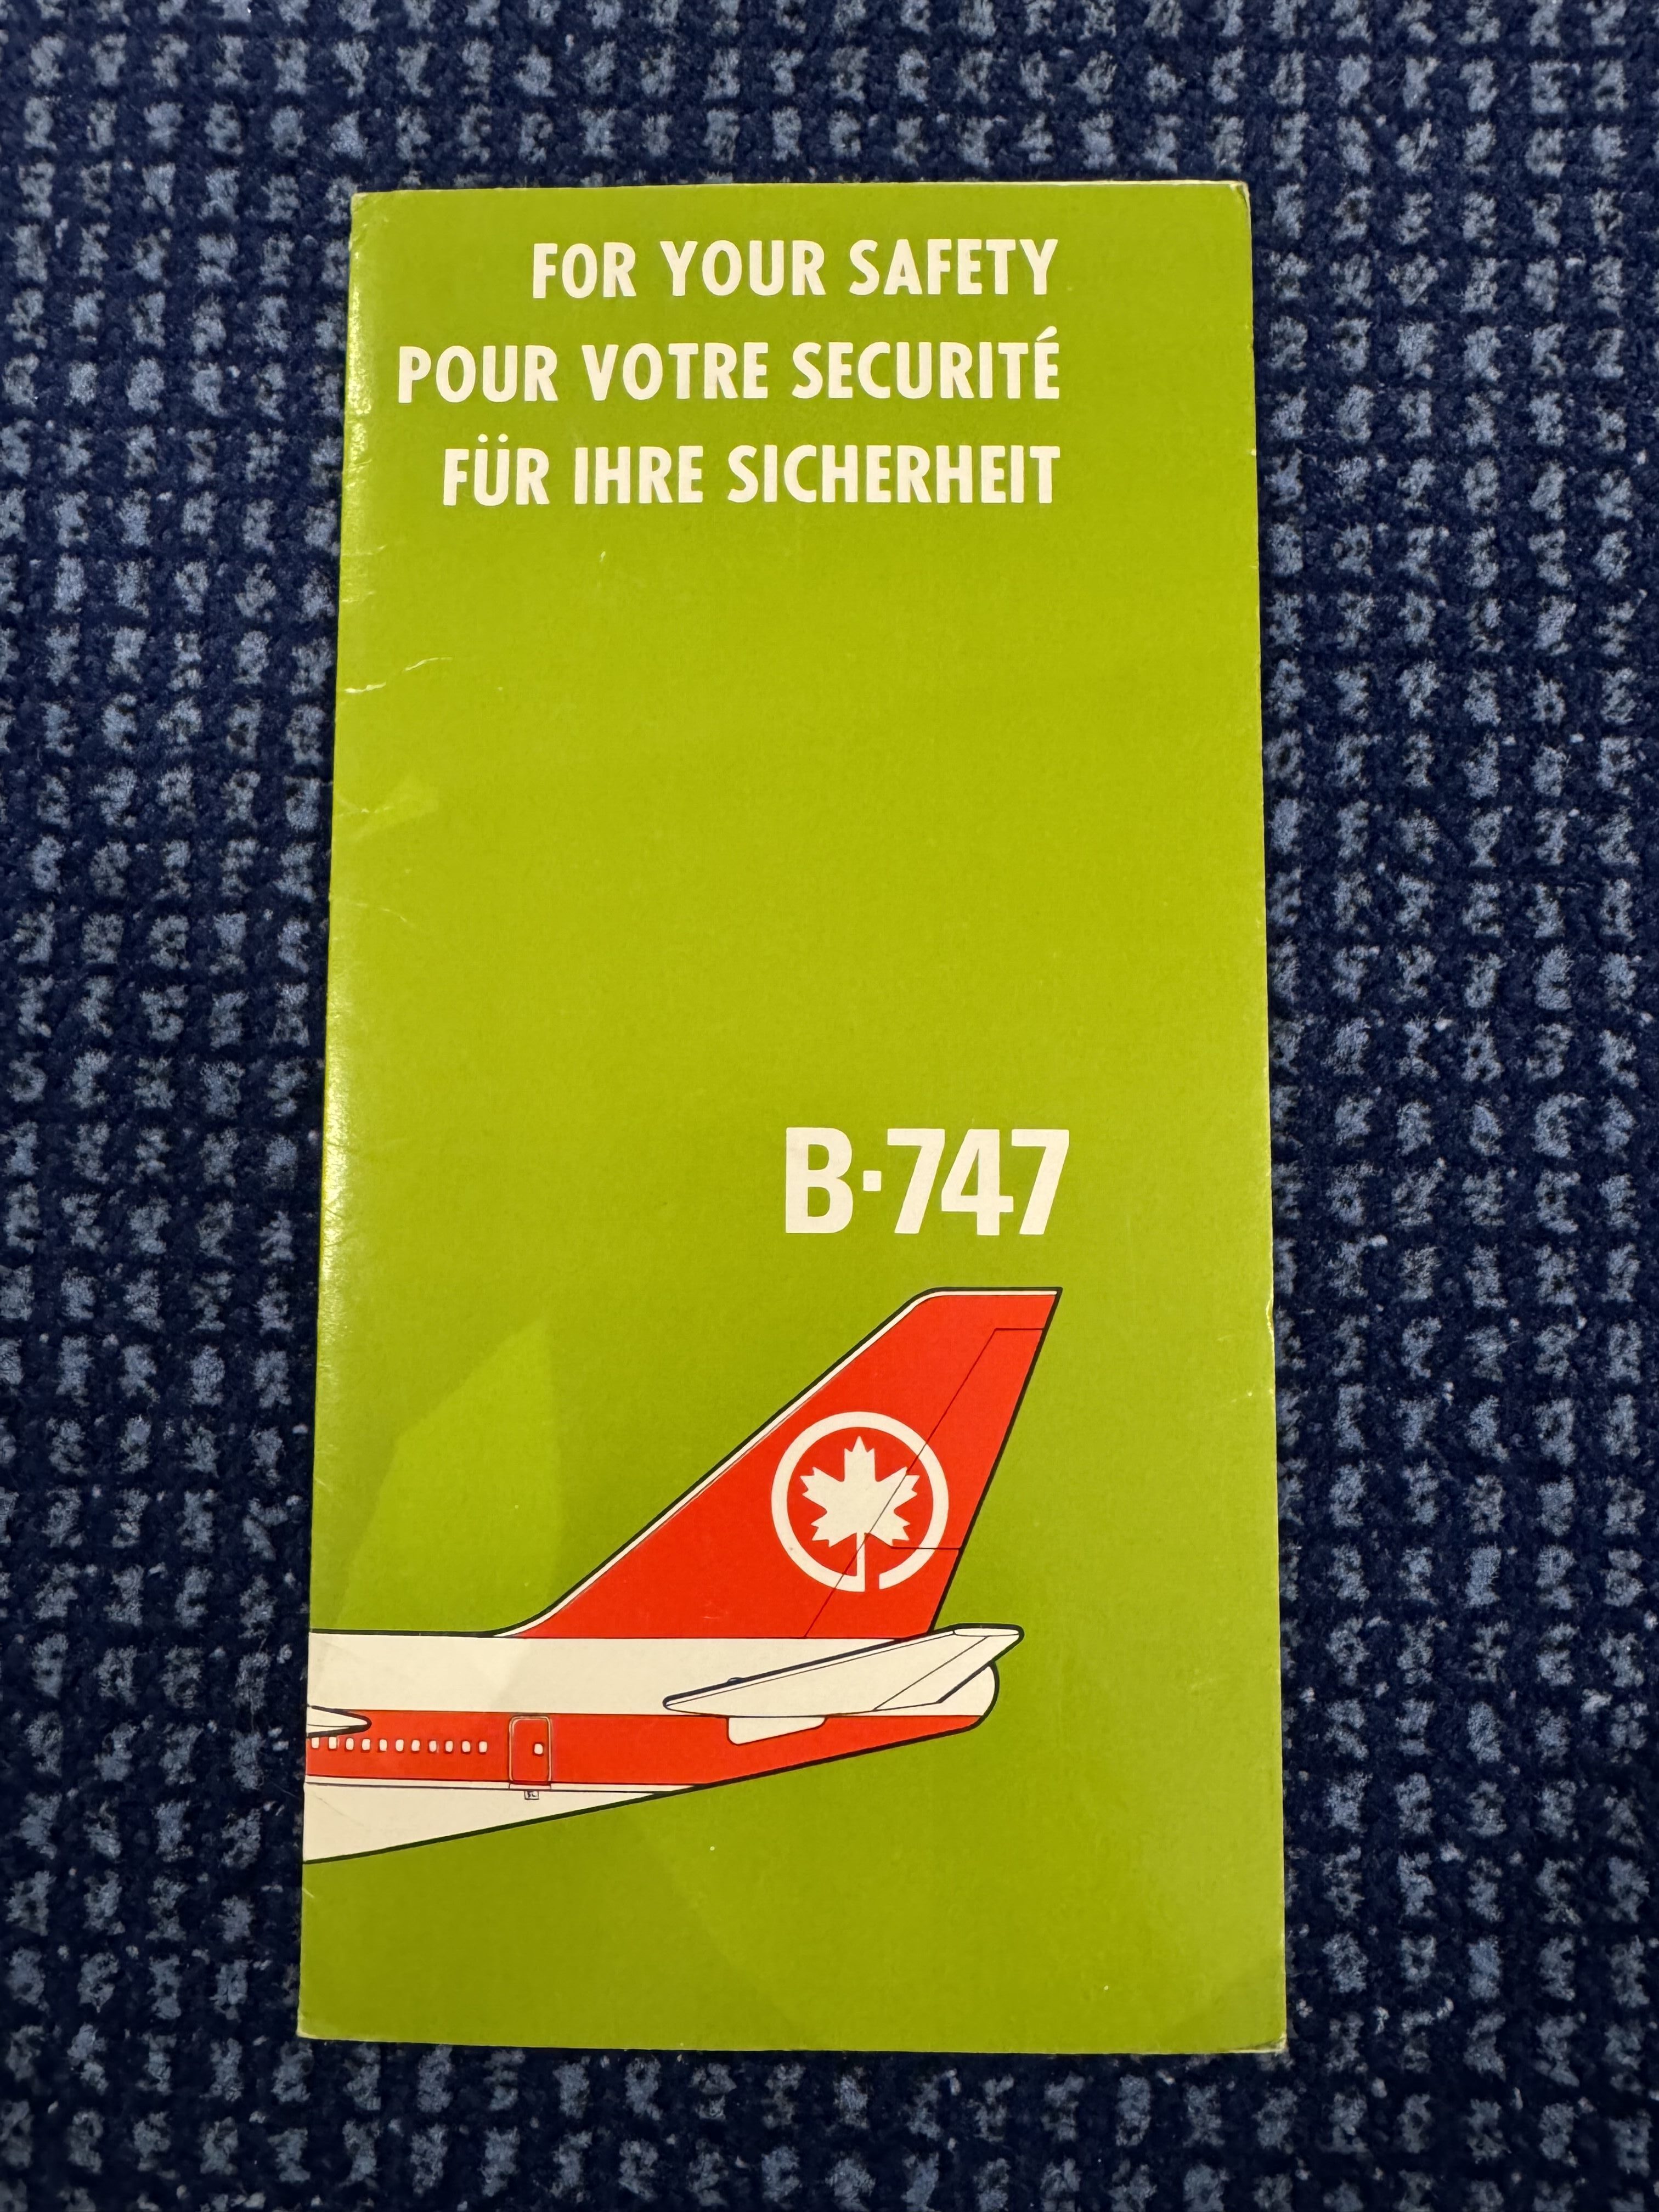 FOR YOUR SAFETY
POUR VOTRE SECURITÉ
FÜR IHRE SICHERHEIT
B·747